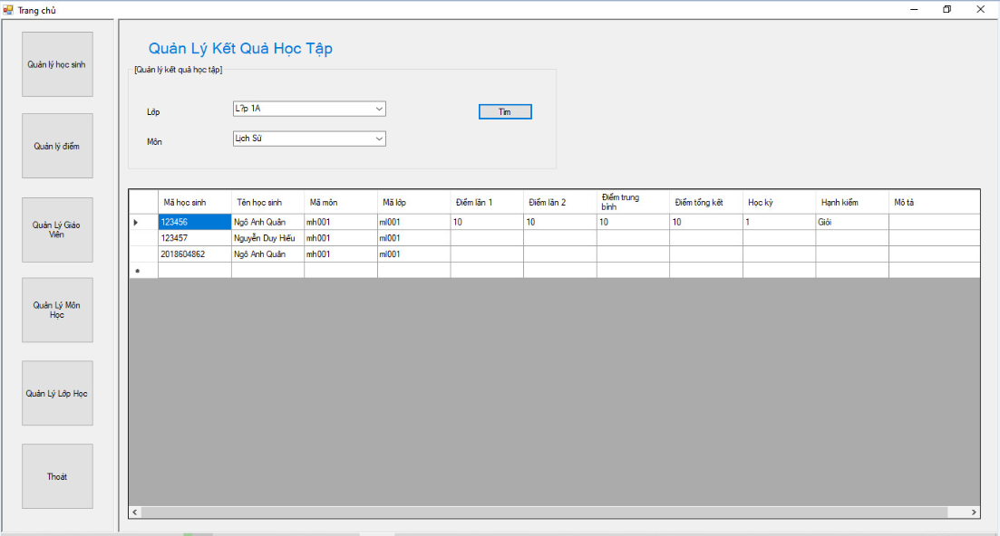 Trang chủ
Quản lý học sinh
Quản lý điểm
Quản Lý Giáo
Viên
Quản Lý Môn
Học
Quản Lý Lớp Học
Thoát
Quản Lý Kết Quả Học Tập
[Quản lý kết quả học tập]
Lớp
L?p 1A
Tìm
Môn
Lịch Sử
Mã học sinh Tên học sinh Mã môn Mã lớp Điểm lần 1 Điểm lần 2 Điểm trung bình Điểm tổng kết Học kỳ Hạnh kiểm Mô tả
123456 Ngô Anh Quân mh001 ml001 10 10 10 10 1 Giỏi
123457 Nguyễn Duy Hiếu mh001 ml001
2018604862 Ngô Anh Quân mh001 ml001